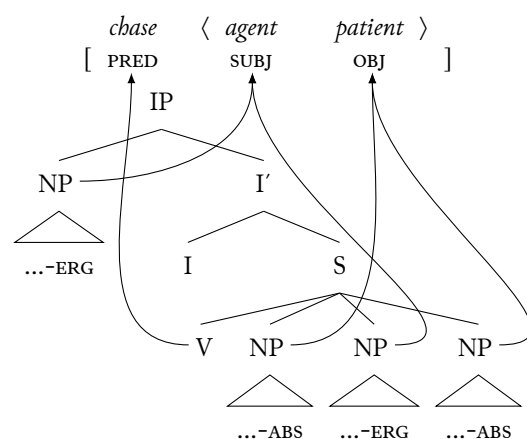 chase ⟨ agent patient ⟩
[ PRED SUBJ OBJ ]
IP
NP I′
...-ERG I S
V NP NP NP
...-ABS ...-ERG ...-ABS